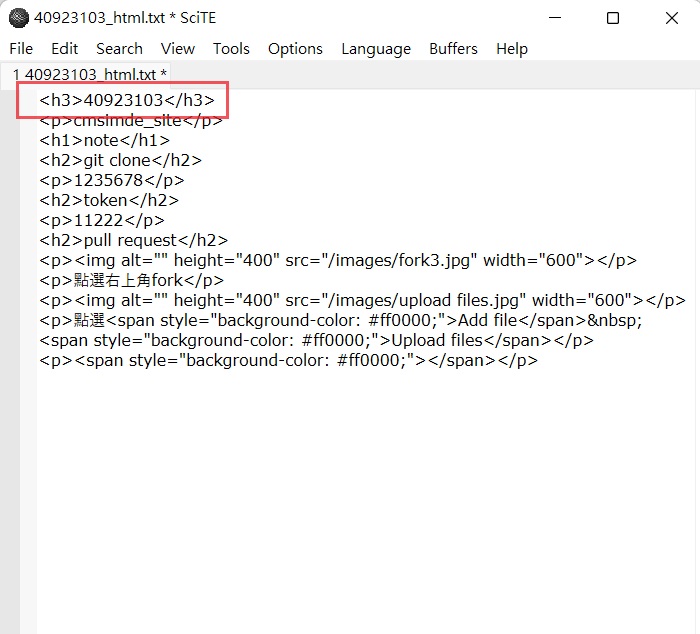 40923103_html.txt * SciTE
File Edit Search View Tools Options Language Buffers Help
1 40923103_html.txt *
<h3>40923103</h3>
<p>cmsimde_site</p>
<h1>note</h1>
<h2>git clone</h2>
<p>1235678</p>
<h2>token</h2>
<p>11222</p>
<h2>pull request</h2>
<p><img alt="" height="400" src="/images/fork3.jpg" width="600"></p>
<p>點選右上角fork</p>
<p><img alt="" height="400" src="/images/upload files.jpg" width="600"></p>
<p>點選<span style="background-color: #ff0000;">Add file</span>&nbsp;
<span style="background-color: #ff0000;">Upload files</span></p>
<p><span style="background-color: #ff0000;"></span></p>